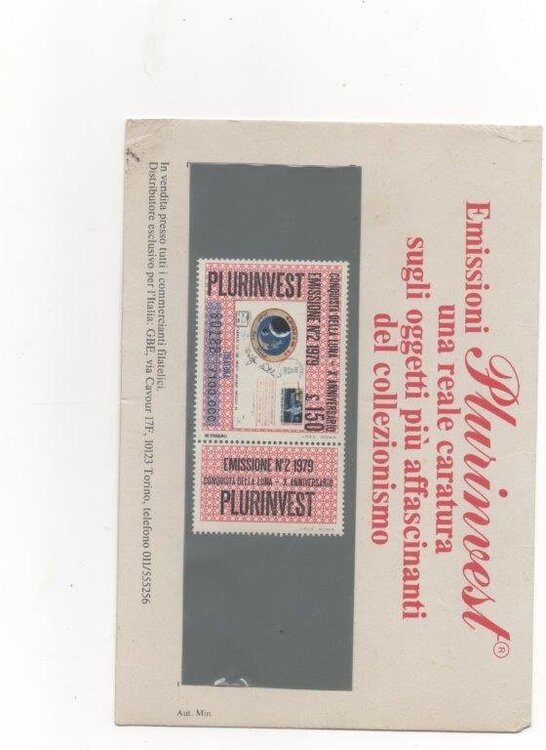 Emissioni Plurinvest®
una reale caratura
sugli oggetti più affascinanti
del collezionismo
CONQUISTA DELLA LUNA - X ANNIVERSARIO
EMISSIONE N°2 1979
PLURINVEST
£ 150
EMISSIONE N°2 1979
CONQUISTA DELLA LUNA - X ANNIVERSARIO
PLURINVEST
In vendita presso tutti i commercianti filatelici.
Distributore esclusivo per l'Italia: GBE, via Cavour 17F, 10123 Torino, telefono 011/555256
Aut. Min.